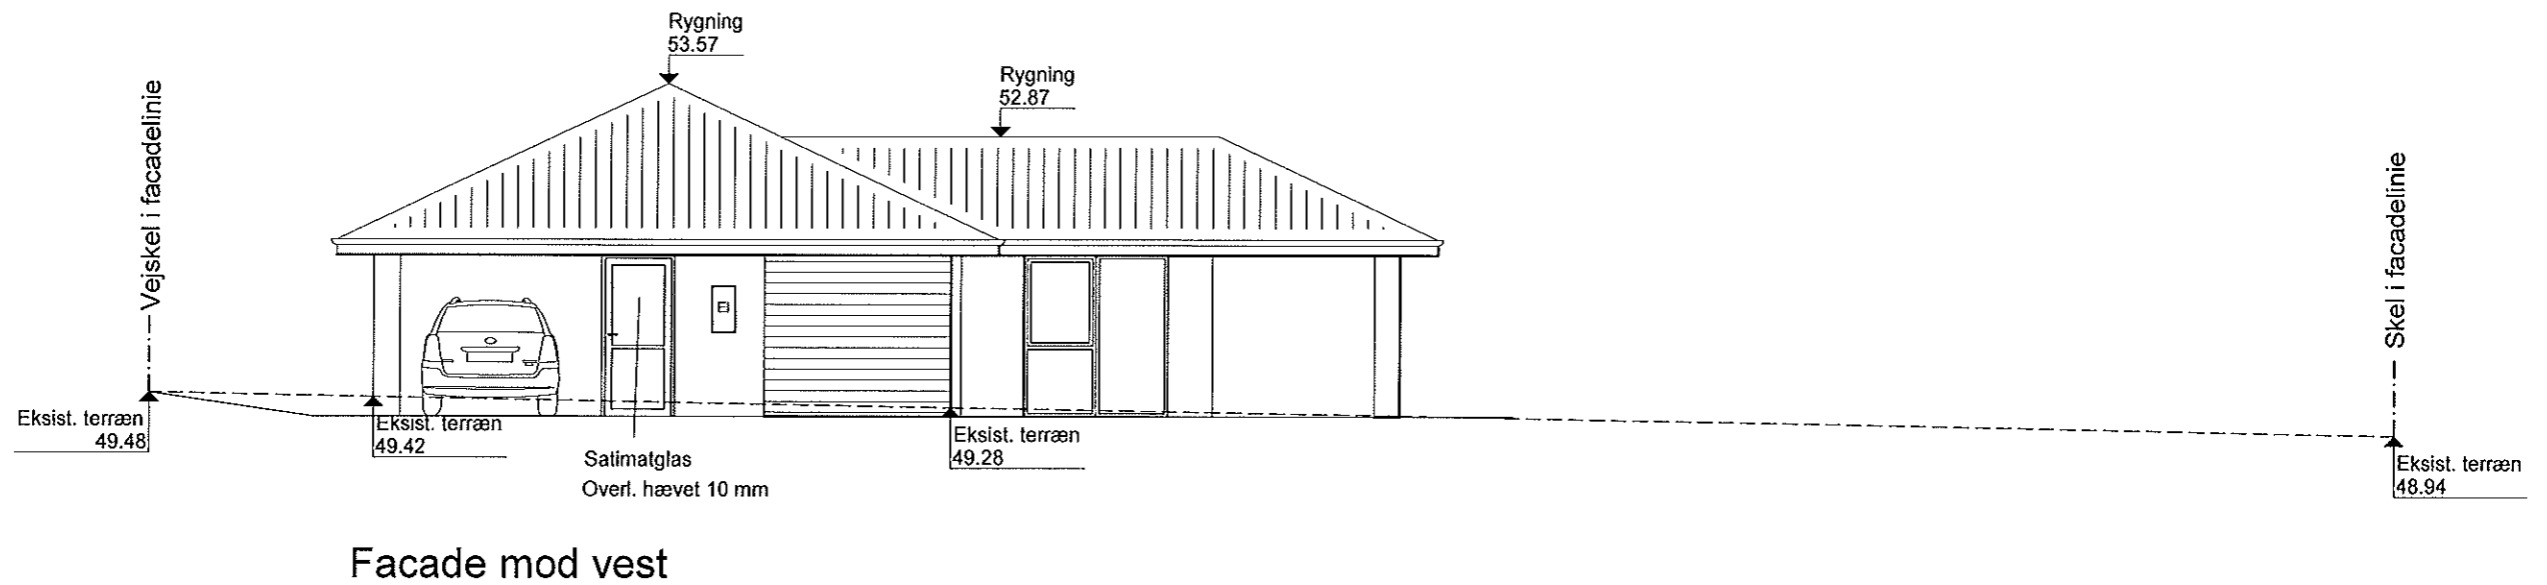 Rygning
53.57
Rygning
52.87
Vejskel i facadelinie
Skel i facadelinie
El
Eksist. terræn
49.48
Eksist. terræn
49.42
Eksist. terræn
49.28
Satimatglas
Overl. hævet 10 mm
Eksist. terræn
48.94
Facade mod vest